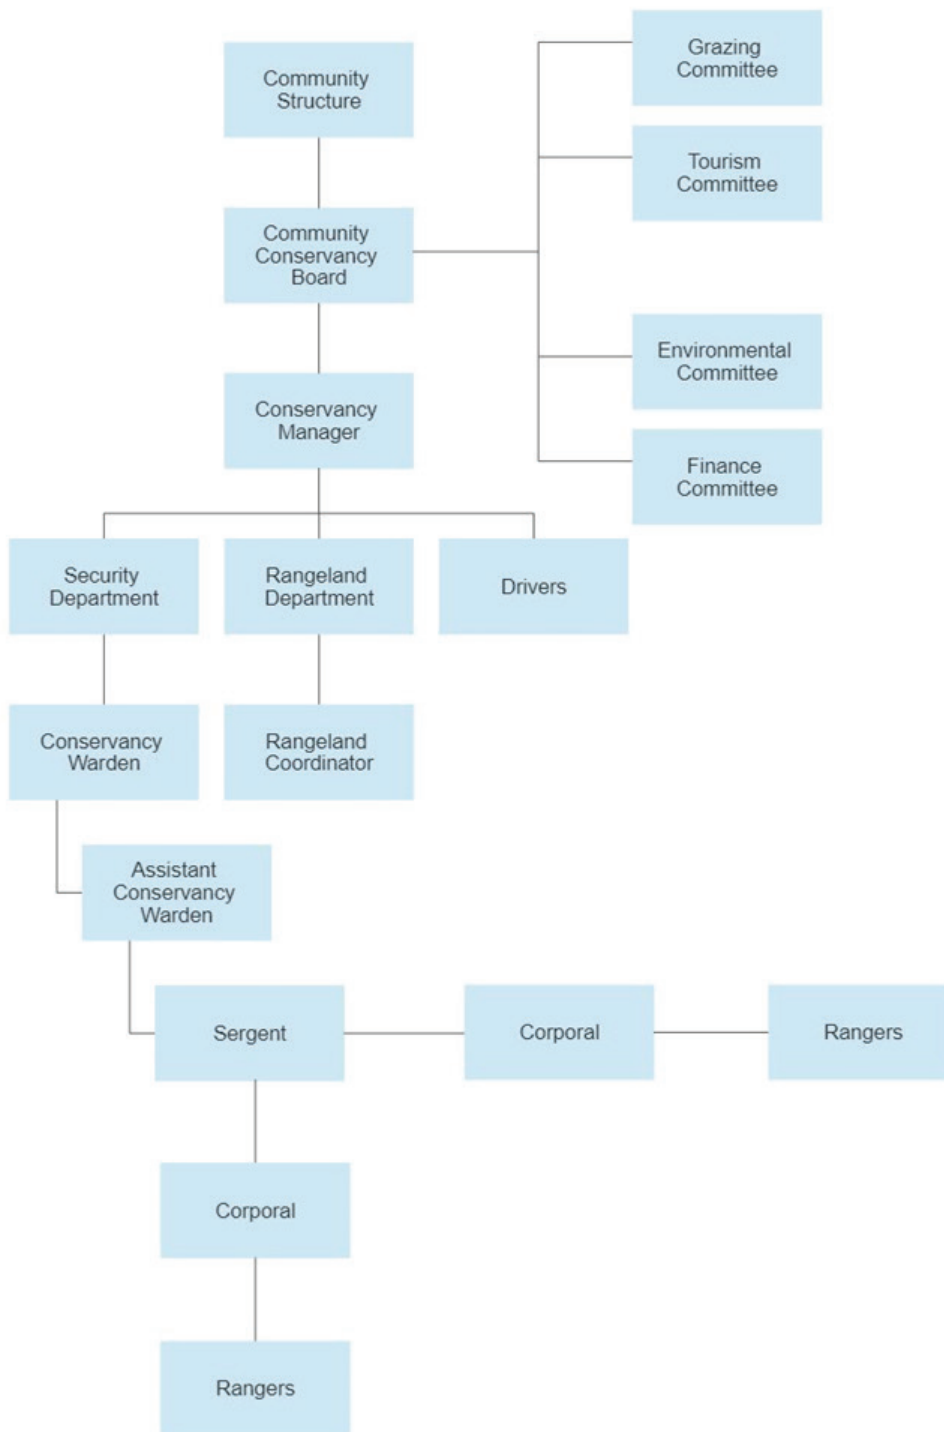 Community
Structure
Grazing
Committee
Tourism
Committee
Community
Conservancy
Board
Environmental
Committee
Conservancy
Manager
Finance
Committee
Security
Department
Rangeland
Department
Drivers
Conservancy
Warden
Rangeland
Coordinator
Assistant
Conservancy
Warden
Sergent
Corporal
Rangers
Corporal
Rangers